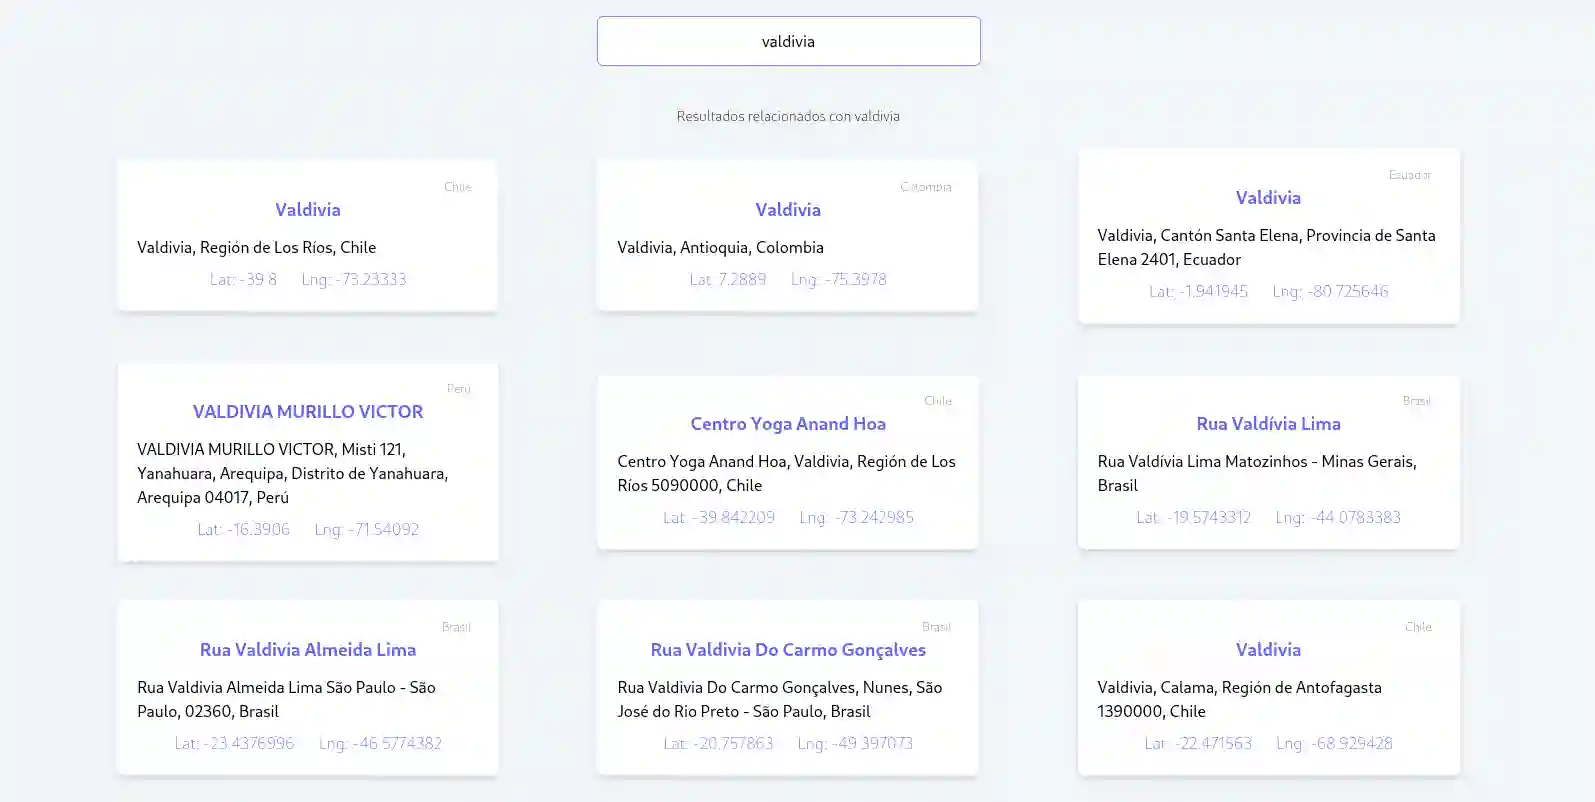 valdivia
Resultados relacionados con valdivia
Chile
Valdivia
Valdivia, Región de Los Ríos, Chile
Lat: -39.8 Lng: -73.23333
Colombia
Valdivia
Valdivia, Antioquia, Colombia
Lat: 7.2889 Lng: -75.3978
Ecuador
Valdivia
Valdivia, Cantón Santa Elena, Provincia de Santa
Elena 2401, Ecuador
Lat: -1.941945 Lng: -80.725646
Perú
VALDIVIA MURILLO VICTOR
VALDIVIA MURILLO VICTOR, Misti 121,
Yanahuara, Arequipa, Distrito de Yanahuara,
Arequipa 04017, Perú
Lat: -16.3906 Lng: -71.54092
Chile
Centro Yoga Anand Hoa
Centro Yoga Anand Hoa, Valdivia, Región de Los
Ríos 5090000, Chile
Lat: -39.842209 Lng: -73.242985
Brasil
Rua Valdívia Lima
Rua Valdívia Lima Matozinhos - Minas Gerais,
Brasil
Lat: -19.5743312 Lng: -44.0783383
Brasil
Rua Valdivia Almeida Lima
Rua Valdivia Almeida Lima São Paulo - São
Paulo, 02360, Brasil
Lat: -23.4376996 Lng: -46.5774382
Brasil
Rua Valdivia Do Carmo Gonçalves
Rua Valdivia Do Carmo Gonçalves, Nunes, São
José do Rio Preto - São Paulo, Brasil
Lat: -20.757863 Lng: -49.397073
Chile
Valdivia
Valdivia, Calama, Región de Antofagasta
1390000, Chile
Lat: -22.471563 Lng: -68.929428